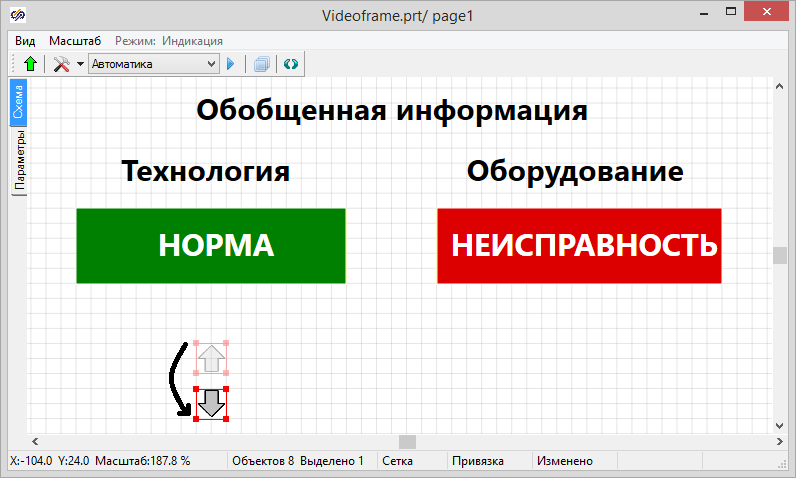 Videoframe.prt/ page1
Вид Масштаб Режим: Индикация
Автоматика
Схема
Параметры
Обобщенная информация
Технология Оборудование
НОРМА НЕИСПРАВНОСТЬ
X:-104.0 Y:24.0 Масштаб:187.8 % Объектов 8 Выделено 1 Сетка Привязка Изменено